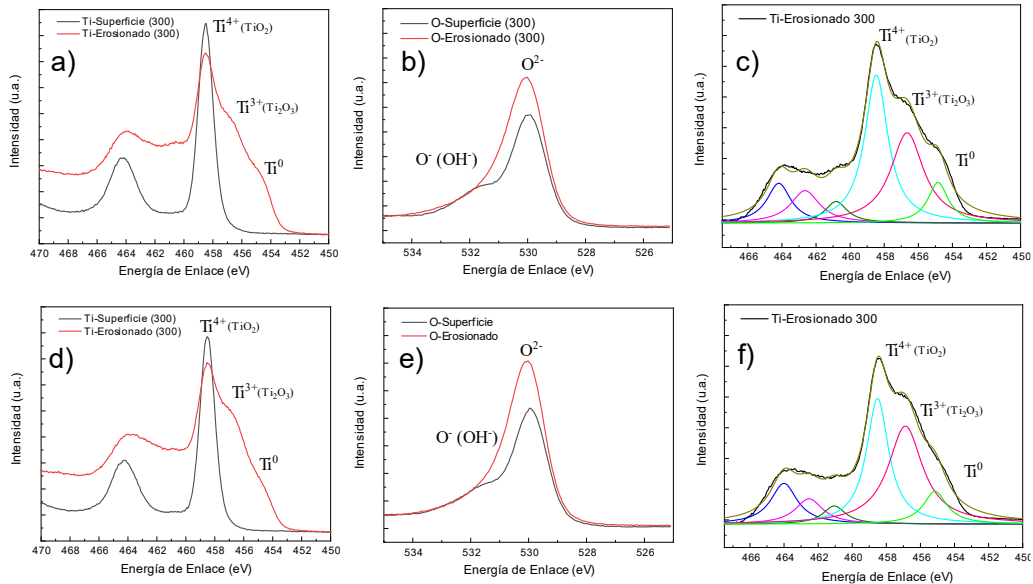 a)
Ti-Superficie (300)
Ti-Erosionado (300)
Ti⁴⁺ (TiO₂)
Ti³⁺(Ti₂O₃)
Ti⁰
Intensidad (u.a.)
470 468 466 464 462 460 458 456 454 452 450
Energía de Enlace (eV)
b)
O-Superficie (300)
O-Erosionado (300)
O²⁻
O⁻ (OH⁻)
Intensidad (u.a.)
534 532 530 528 526
Energía de Enlace (eV)
c)
Ti-Erosionado 300
Ti⁴⁺ (TiO₂)
Ti³⁺(Ti₂O₃)
Ti⁰
Intensidad (u.a.)
466 464 462 460 458 456 454 452 450
Energía de Enlace (eV)
d)
Ti-Superficie (300)
Ti-Erosionado (300)
Ti⁴⁺ (TiO₂)
Ti³⁺(Ti₂O₃)
Ti⁰
Intensidad (u.a.)
470 468 466 464 462 460 458 456 454 452 450
Energía de Enlace (eV)
e)
O-Superficie
O-Erosionado
O²⁻
O⁻ (OH⁻)
Intensidad (u.a.)
534 532 530 528 526
Energía de Enlace (eV)
f)
Ti-Erosionado 300
Ti⁴⁺ (TiO₂)
Ti³⁺(Ti₂O₃)
Ti⁰
Intensidad (u.a.)
466 464 462 460 458 456 454 452 450
Energía de Enlace (eV)